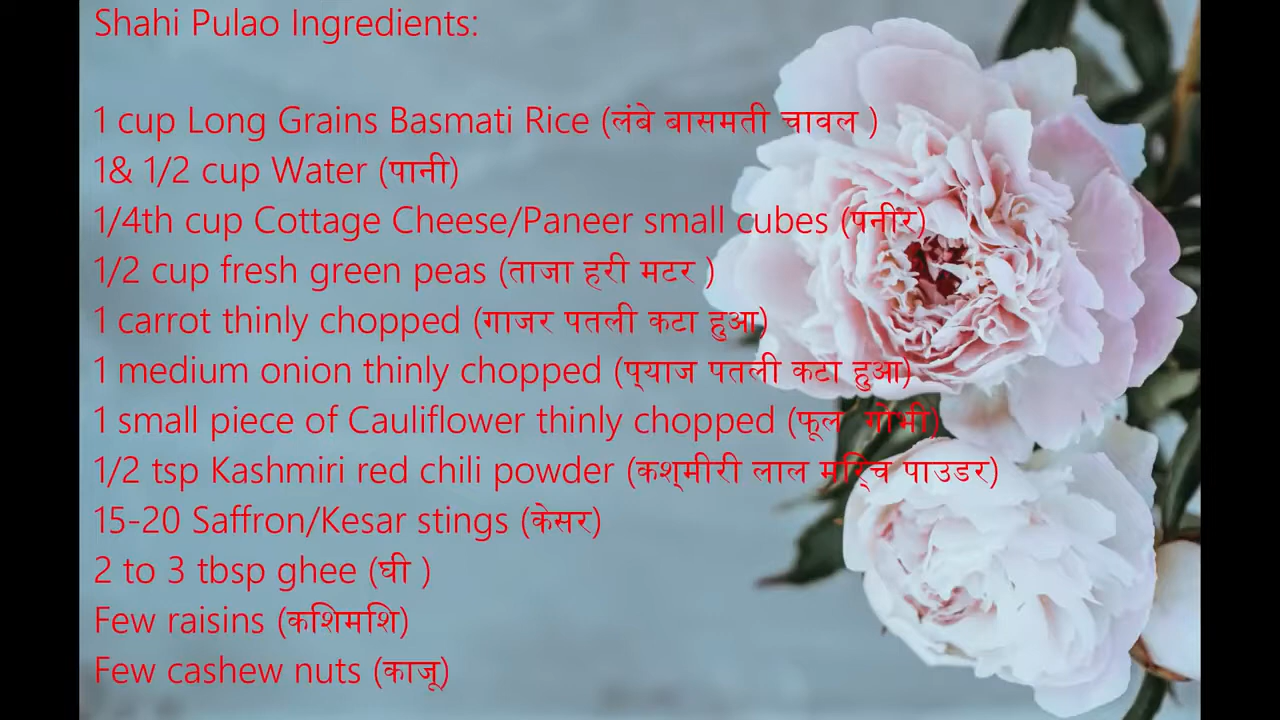 Shahi Pulao Ingredients:
1 cup Long Grains Basmati Rice (लंबे बासमती चावल )
1& 1/2 cup Water (पानी)
1/4th cup Cottage Cheese/Paneer small cubes (पनीर)
1/2 cup fresh green peas (ताजा हरी मटर )
1 carrot thinly chopped (गाजर पतली कटा हुआ)
1 medium onion thinly chopped (प्याज पतली कटा हुआ)
1 small piece of Cauliflower thinly chopped (फूल गोभी)
1/2 tsp Kashmiri red chili powder (कश्मीरी लाल मिर्च पाउडर)
15-20 Saffron/Kesar stings (केसर)
2 to 3 tbsp ghee (घी )
Few raisins (किशमिश)
Few cashew nuts (काजू)